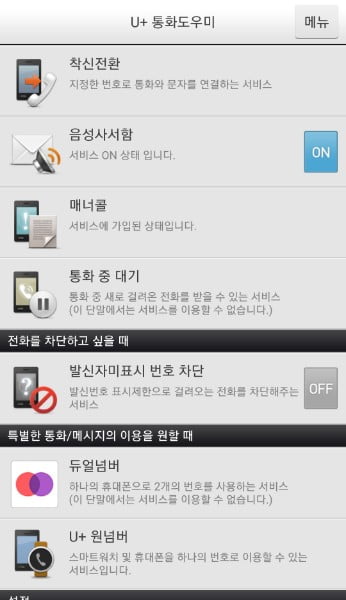 U+ 통화도우미
메뉴
착신전환
지정한 번호로 통화와 문자를 연결하는 서비스
음성사서함
서비스 ON 상태 입니다.
ON
매너콜
서비스에 가입된 상태입니다.
통화 중 대기
통화 중 새로 걸려온 전화를 받을 수 있는 서비스
(이 단말에서는 서비스를 이용할 수 없습니다.)
전화를 차단하고 싶을 때
발신자미표시 번호 차단
발신번호 표시제한으로 걸려오는 전화를 차단해주는
서비스
OFF
특별한 통화/메시지의 이용을 원할 때
듀얼넘버
하나의 휴대폰으로 2개의 번호를 사용하는 서비스
(이 단말에서는 서비스를 이용할 수 없습니다.)
U+ 원넘버
스마트워치 및 휴대폰을 하나의 번호로 이용할 수 있는
서비스입니다.